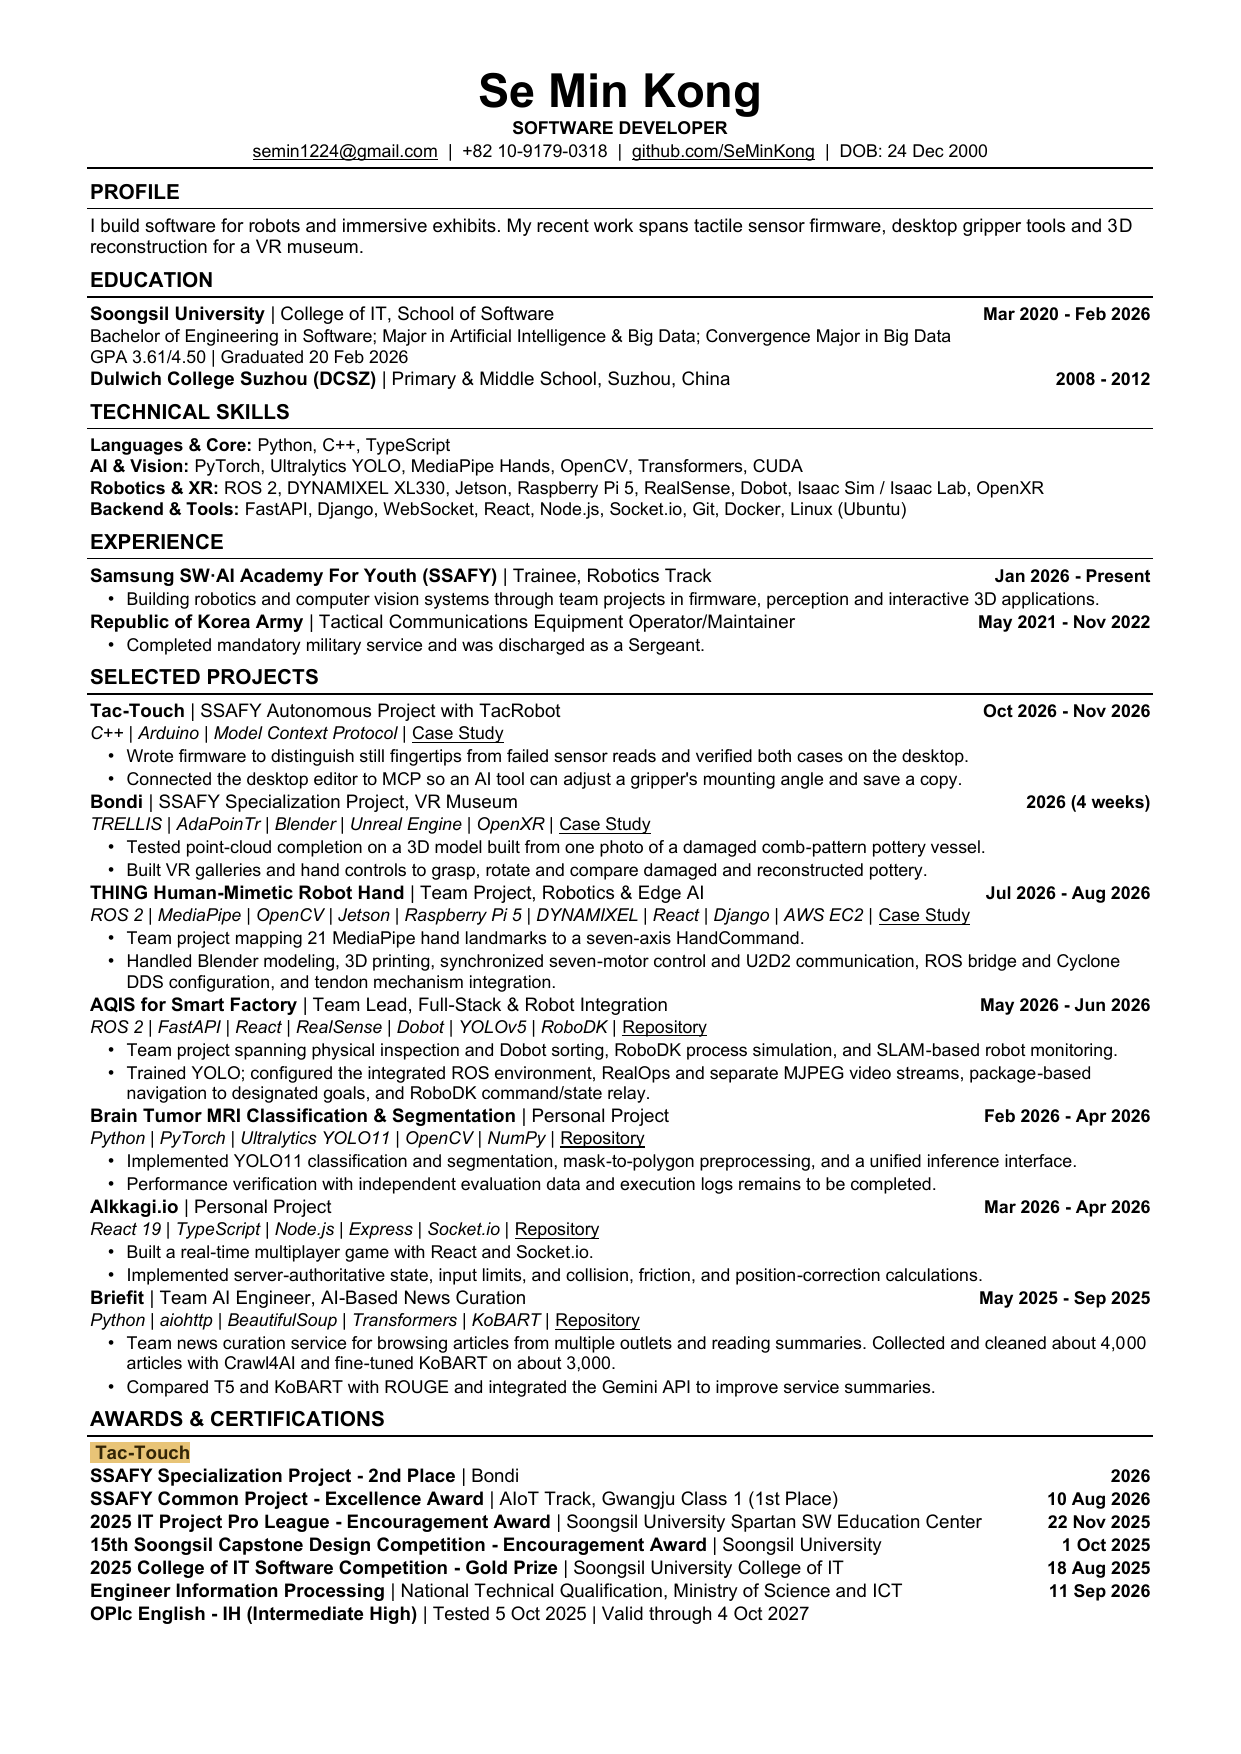 Se Min Kong
SOFTWARE DEVELOPER
semin1224@gmail.com | +82 10-9179-0318 | github.com/SeMinKong | DOB: 24 Dec 2000
PROFILE
I build software for robots and immersive exhibits. My recent work spans tactile sensor firmware, desktop gripper tools and 3D
reconstruction for a VR museum.
EDUCATION
Soongsil University | College of IT, School of Software Mar 2020 - Feb 2026
Bachelor of Engineering in Software; Major in Artificial Intelligence & Big Data; Convergence Major in Big Data
GPA 3.61/4.50 | Graduated 20 Feb 2026
Dulwich College Suzhou (DCSZ) | Primary & Middle School, Suzhou, China 2008 - 2012
TECHNICAL SKILLS
Languages & Core: Python, C++, TypeScript
AI & Vision: PyTorch, Ultralytics YOLO, MediaPipe Hands, OpenCV, Transformers, CUDA
Robotics & XR: ROS 2, DYNAMIXEL XL330, Jetson, Raspberry Pi 5, RealSense, Dobot, Isaac Sim / Isaac Lab, OpenXR
Backend & Tools: FastAPI, Django, WebSocket, React, Node.js, Socket.io, Git, Docker, Linux (Ubuntu)
EXPERIENCE
Samsung SW·AI Academy For Youth (SSAFY) | Trainee, Robotics Track Jan 2026 - Present
• Building robotics and computer vision systems through team projects in firmware, perception and interactive 3D applications.
Republic of Korea Army | Tactical Communications Equipment Operator/Maintainer May 2021 - Nov 2022
• Completed mandatory military service and was discharged as a Sergeant.
SELECTED PROJECTS
Tac-Touch | SSAFY Autonomous Project with TacRobot Oct 2026 - Nov 2026
C++ | Arduino | Model Context Protocol | Case Study
• Wrote firmware to distinguish still fingertips from failed sensor reads and verified both cases on the desktop.
• Connected the desktop editor to MCP so an AI tool can adjust a gripper's mounting angle and save a copy.
Bondi | SSAFY Specialization Project, VR Museum 2026 (4 weeks)
TRELLIS | AdaPoinTr | Blender | Unreal Engine | OpenXR | Case Study
• Tested point-cloud completion on a 3D model built from one photo of a damaged comb-pattern pottery vessel.
• Built VR galleries and hand controls to grasp, rotate and compare damaged and reconstructed pottery.
THING Human-Mimetic Robot Hand | Team Project, Robotics & Edge AI Jul 2026 - Aug 2026
ROS 2 | MediaPipe | OpenCV | Jetson | Raspberry Pi 5 | DYNAMIXEL | React | Django | AWS EC2 | Case Study
• Team project mapping 21 MediaPipe hand landmarks to a seven-axis HandCommand.
• Handled Blender modeling, 3D printing, synchronized seven-motor control and U2D2 communication, ROS bridge and Cyclone
DDS configuration, and tendon mechanism integration.
AQIS for Smart Factory | Team Lead, Full-Stack & Robot Integration May 2026 - Jun 2026
ROS 2 | FastAPI | React | RealSense | Dobot | YOLOv5 | RoboDK | Repository
• Team project spanning physical inspection and Dobot sorting, RoboDK process simulation, and SLAM-based robot monitoring.
• Trained YOLO; configured the integrated ROS environment, RealOps and separate MJPEG video streams, package-based
navigation to designated goals, and RoboDK command/state relay.
Brain Tumor MRI Classification & Segmentation | Personal Project Feb 2026 - Apr 2026
Python | PyTorch | Ultralytics YOLO11 | OpenCV | NumPy | Repository
• Implemented YOLO11 classification and segmentation, mask-to-polygon preprocessing, and a unified inference interface.
• Performance verification with independent evaluation data and execution logs remains to be completed.
Alkkagi.io | Personal Project Mar 2026 - Apr 2026
React 19 | TypeScript | Node.js | Express | Socket.io | Repository
• Built a real-time multiplayer game with React and Socket.io.
• Implemented server-authoritative state, input limits, and collision, friction, and position-correction calculations.
Briefit | Team AI Engineer, AI-Based News Curation May 2025 - Sep 2025
Python | aiohttp | BeautifulSoup | Transformers | KoBART | Repository
• Team news curation service for browsing articles from multiple outlets and reading summaries. Collected and cleaned about 4,000
articles with Crawl4AI and fine-tuned KoBART on about 3,000.
• Compared T5 and KoBART with ROUGE and integrated the Gemini API to improve service summaries.
AWARDS & CERTIFICATIONS
Tac-Touch
SSAFY Specialization Project - 2nd Place | Bondi 2026
SSAFY Common Project - Excellence Award | AIoT Track, Gwangju Class 1 (1st Place) 10 Aug 2026
2025 IT Project Pro League - Encouragement Award | Soongsil University Spartan SW Education Center 22 Nov 2025
15th Soongsil Capstone Design Competition - Encouragement Award | Soongsil University 1 Oct 2025
2025 College of IT Software Competition - Gold Prize | Soongsil University College of IT 18 Aug 2025
Engineer Information Processing | National Technical Qualification, Ministry of Science and ICT 11 Sep 2026
OPIc English - IH (Intermediate High) | Tested 5 Oct 2025 | Valid through 4 Oct 2027